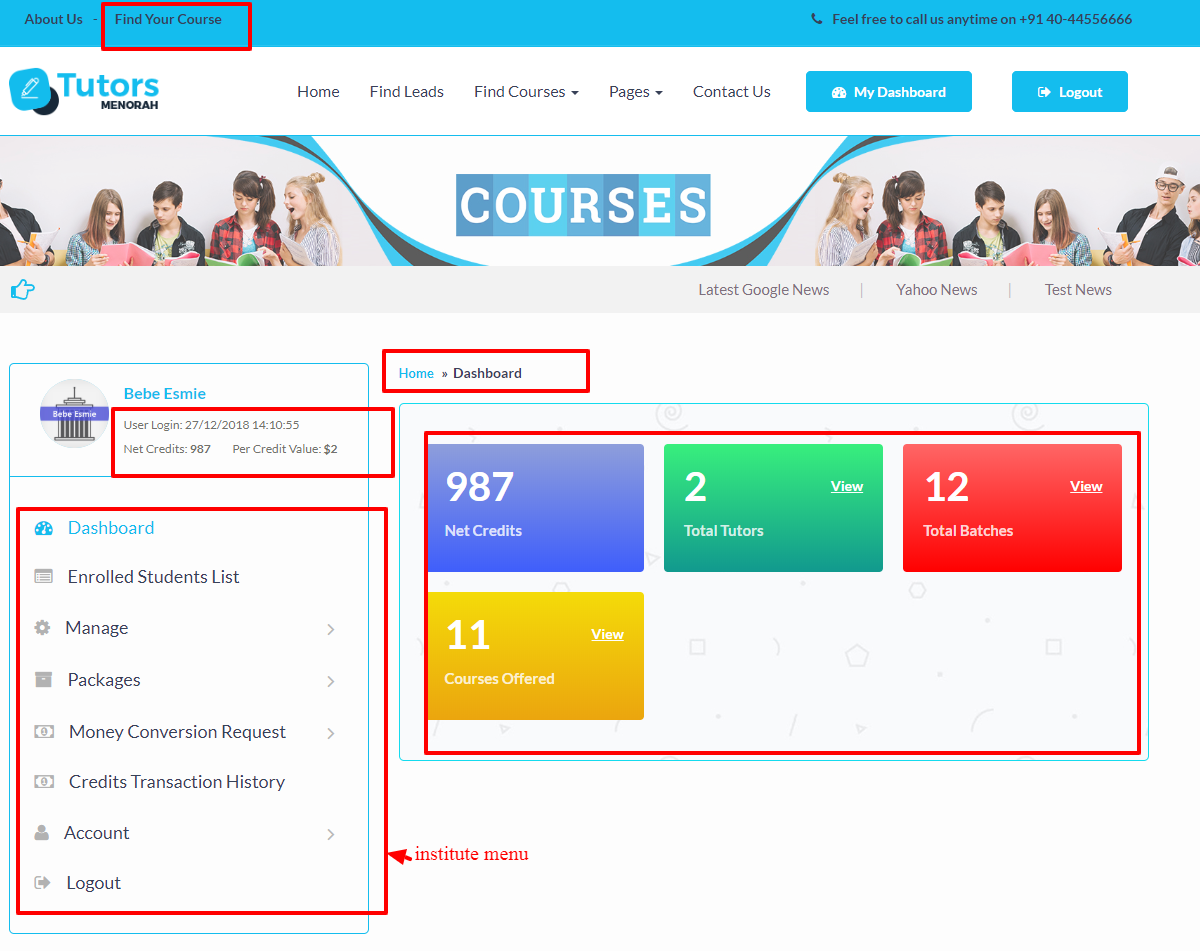 About Us - Find Your Course
Feel free to call us anytime on +91 40-44556666
Tutors
MENORAH
Home Find Leads Find Courses Pages Contact Us My Dashboard Logout
COURSES
Latest Google News | Yahoo News | Test News
Bebe Esmie
Bebe Esmie
User Login: 27/12/2018 14:10:55
Net Credits: 987 Per Credit Value: $2
Dashboard
Enrolled Students List
Manage
Packages
Money Conversion Request
Credits Transaction History
Account
Logout
institute menu
Home » Dashboard
987
Net Credits
2 View
Total Tutors
12 View
Total Batches
11 View
Courses Offered